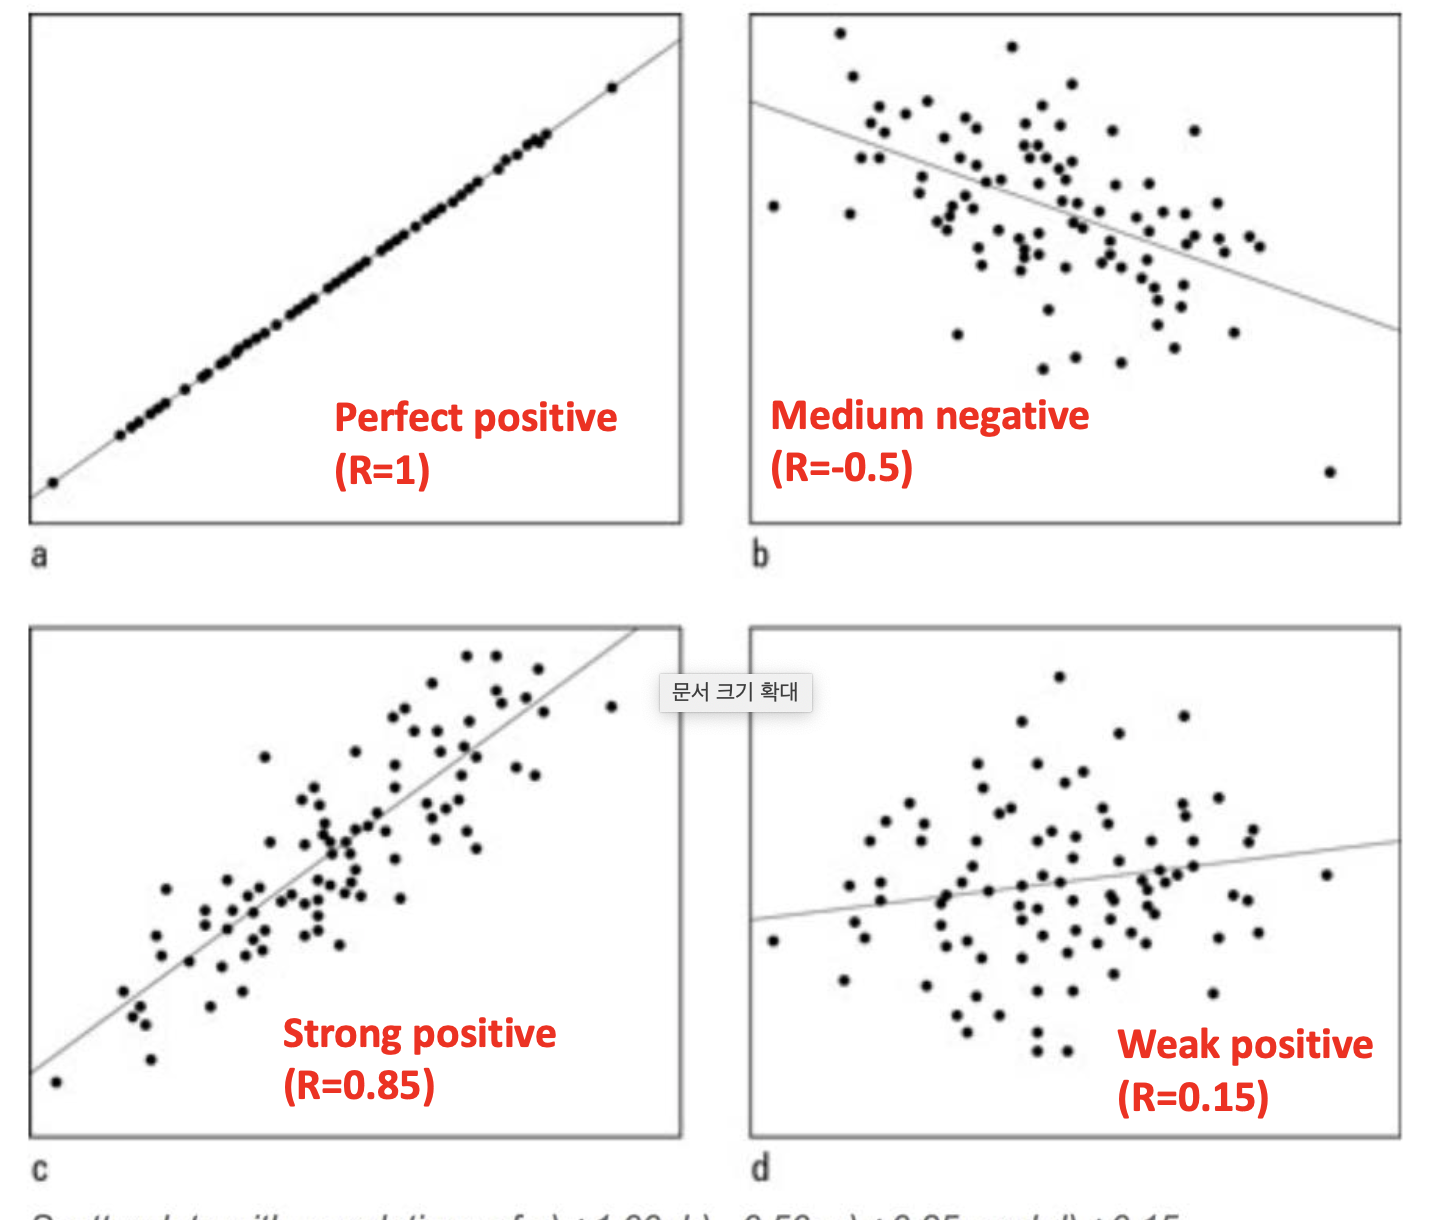 Perfect positive
(R=1)
a
Medium negative
(R=-0.5)
b
문서 크기 확대
Strong positive
(R=0.85)
c
Weak positive
(R=0.15)
d